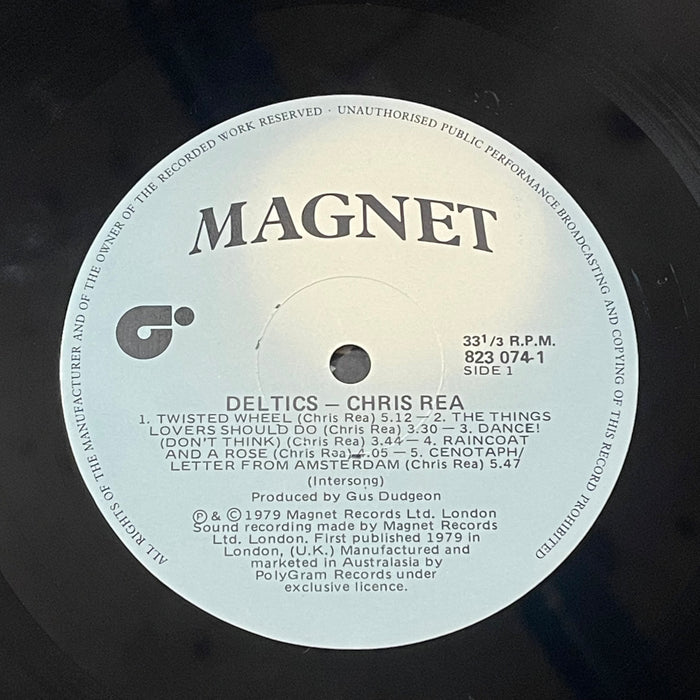 ALL RIGHTS OF THE MANUFACTURER AND OF THE OWNER OF THE RECORDED WORK RESERVED · UNAUTHORISED PUBLIC PERFORMANCE BROADCASTING AND COPYING OF THIS RECORD PROHIBITED
MAGNET
33 1/3 R.P.M.
823 074-1
SIDE 1
DELTICS — CHRIS REA
1. TWISTED WHEEL (Chris Rea) 5.12 — 2. THE THINGS
LOVERS SHOULD DO (Chris Rea) 3.30 — 3. DANCE!
(DON'T THINK) (Chris Rea) 3.44 — 4. RAINCOAT
AND A ROSE (Chris Rea) 4.05 — 5. CENOTAPH/
LETTER FROM AMSTERDAM (Chris Rea) 5.47
(Intersong)
Produced by Gus Dudgeon
Ⓟ & © 1979 Magnet Records Ltd. London
Sound recording made by Magnet Records
Ltd. London. First published 1979 in
London, (U.K.) Manufactured and
marketed in Australasia by
PolyGram Records under
exclusive licence.